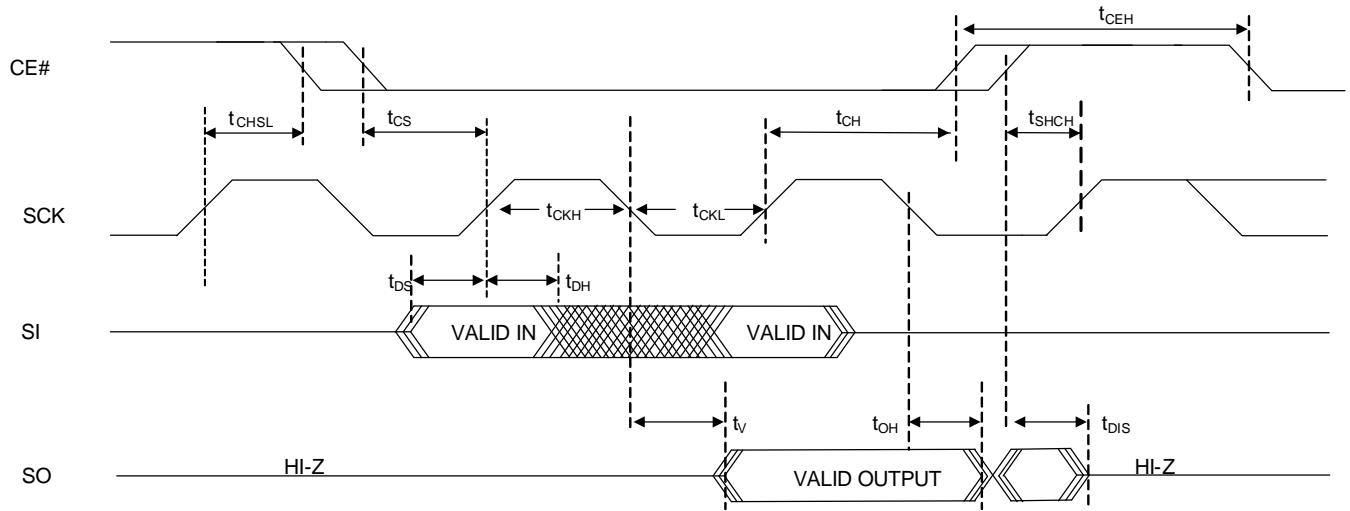 tCEH
CE#
tCHSL
tCS
tCH
tSHCH
SCK
tCKH
tCKL
tDS
tDH
SI
VALID IN
VALID IN
tV
tOH
tDIS
SO
HI-Z
VALID OUTPUT
HI-Z